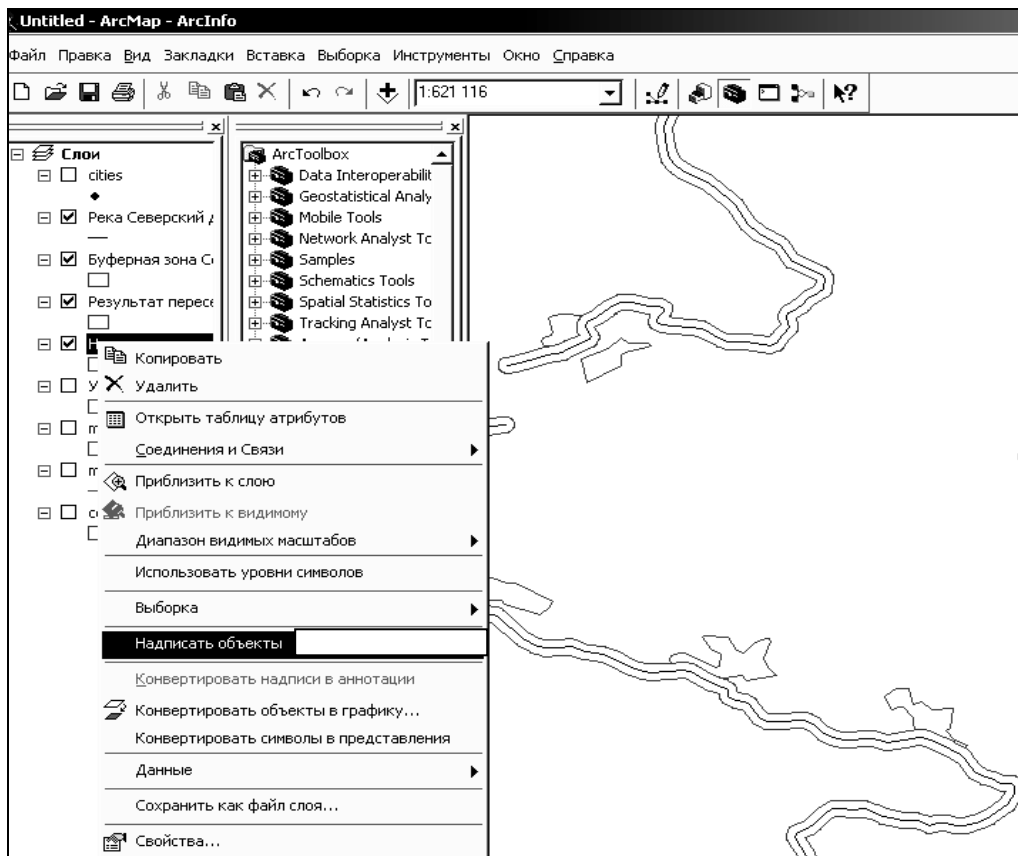 Untitled - ArcMap - ArcInfo
Файл Правка Вид Закладки Вставка Выборка Инструменты Окно Справка
1:621 116
Слои
cities
Река Северский
Буферная зона
Результат пересе
ArcToolbox
Data Interoperabilit
Geostatistical Analy
Mobile Tools
Network Analyst Tc
Samples
Schematics Tools
Spatial Statistics To
Tracking Analyst Tc
Копировать
Удалить
Открыть таблицу атрибутов
Соединения и Связи
Приблизить к слою
Приблизить к видимому
Диапазон видимых масштабов
Использовать уровни символов
Выборка
Надписать объекты
Конвертировать надписи в аннотации
Конвертировать объекты в графику...
Конвертировать символы в представления
Данные
Сохранить как файл слоя...
Свойства...